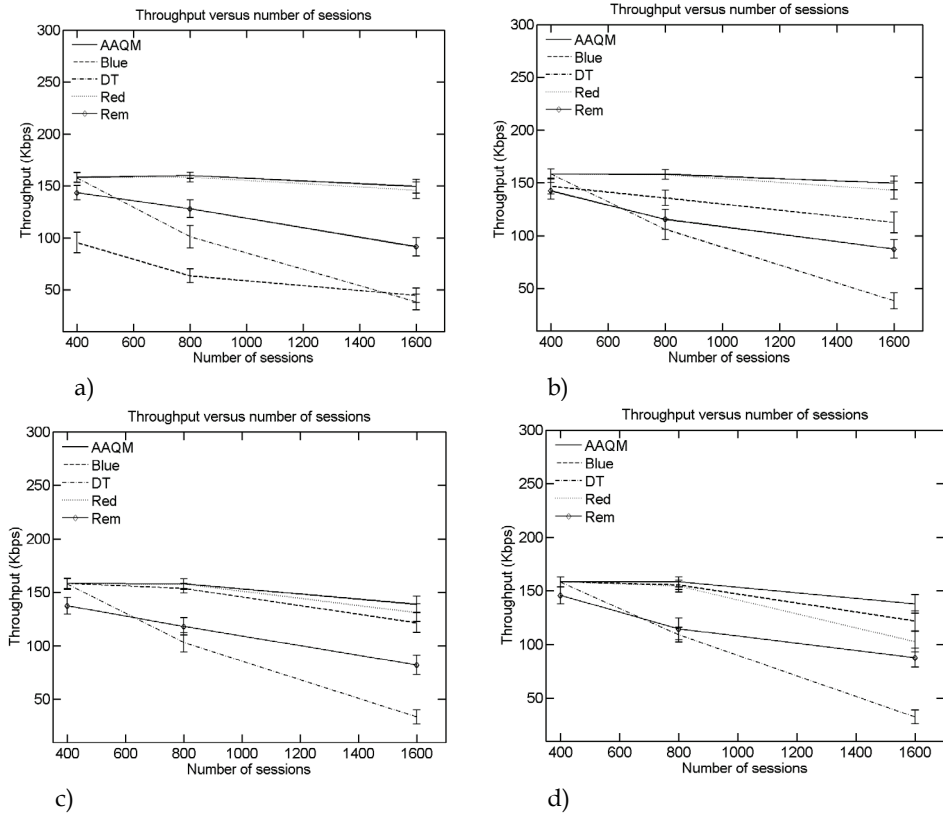 Throughput versus number of sessions
300
250
200
150
100
50
Throughput (Kbps)
AAQM
Blue
DT
Red
Rem
400 600 800 1000 1200 1400 1600
Number of sessions
a)
Throughput versus number of sessions
300
250
200
150
100
50
Throughput (Kbps)
AAQM
Blue
DT
Red
Rem
400 600 800 1000 1200 1400 1600
Number of sessions
b)
Throughput versus number of sessions
300
250
200
150
100
50
Throughput (Kbps)
AAQM
Blue
DT
Red
Rem
400 600 800 1000 1200 1400 1600
Number of sessions
c)
Throughput versus number of sessions
300
250
200
150
100
50
Throughput (Kbps)
AAQM
Blue
DT
Red
Rem
400 600 800 1000 1200 1400 1600
Number of sessions
d)